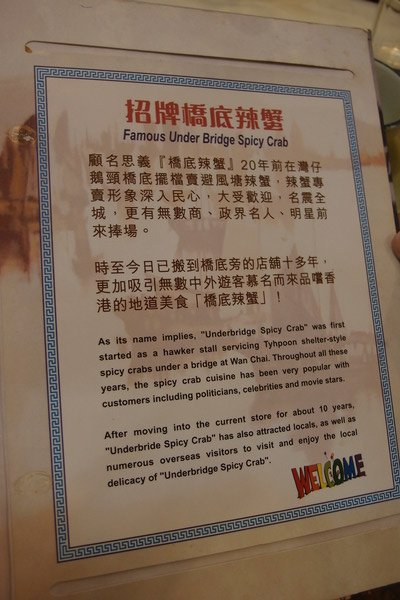 招牌橋底辣蟹
Famous Under Bridge Spicy Crab
顧名思義『橋底辣蟹』20年前在灣仔
鵝頸橋底擺檔賣避風塘辣蟹，辣蟹專
賣形象深入民心，大受歡迎，名震全
城，更有無數商、政界名人、明星前
來捧場。
時至今日已搬到橋底旁的店舖十多年，
更加吸引無數中外遊客慕名而來品嚐香
港的地道美食「橋底辣蟹」！
As its name implies, "Underbridge Spicy Crab" was first
started as a hawker stall servicing Tyhpoon shelter-style
spicy crabs under a bridge at Wan Chai. Throughout all these
years, the spicy crab cuisine has been very popular with
customers including politicians, celebrities and movie stars.
After moving into the current store for about 10 years,
"Underbride Spicy Crab" has also attracted locals, as well as
numerous overseas visitors to visit and enjoy the local
delicacy of "Underbridge Spicy Crab".
WELCOME